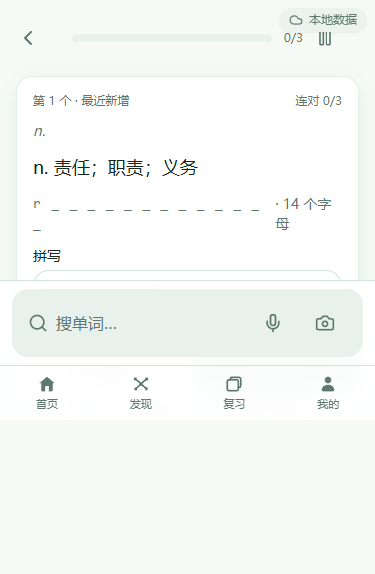 本地数据
0/3
第 1 个 · 最近新增
连对 0/3
n.
n. 责任；职责；义务
r _ _ _ _ _ _ _ _ _ _ _ _ _ · 14 个字母
拼写
搜单词...
首页
发现
复习
我的